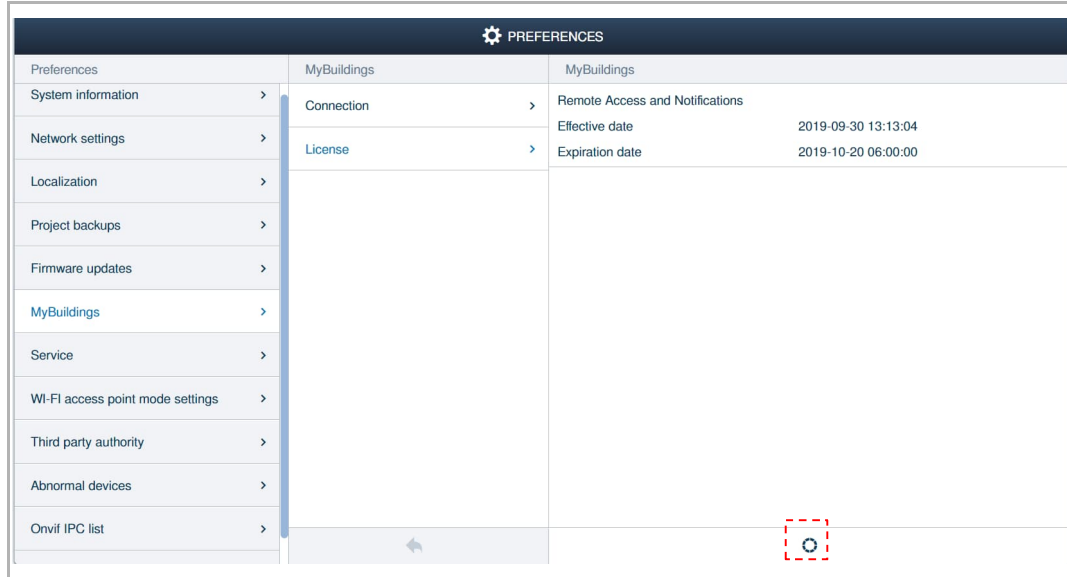 PREFERENCES
Preferences
System information
Network settings
Localization
Project backups
Firmware updates
MyBuildings
Service
WI-FI access point mode settings
Third party authority
Abnormal devices
Onvif IPC list
MyBuildings
Connection
License
MyBuildings
Remote Access and Notifications
Effective date 2019-09-30 13:13:04
Expiration date 2019-10-20 06:00:00